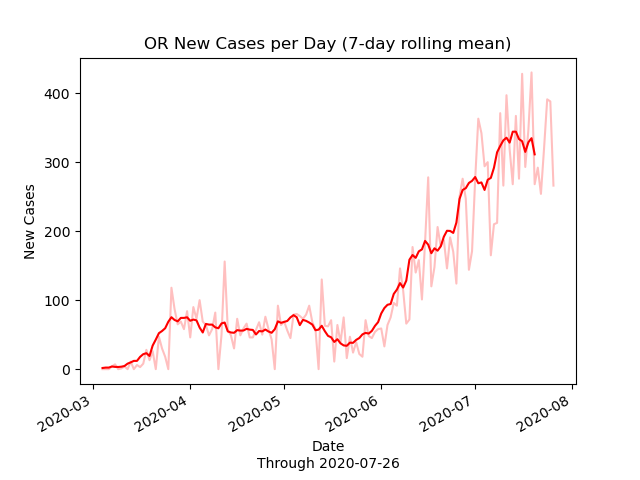 OR New Cases per Day (7-day rolling mean)
400
300
200
100
0
New Cases
2020-03
2020-04
2020-05
2020-06
2020-07
2020-08
Date
Through 2020-07-26